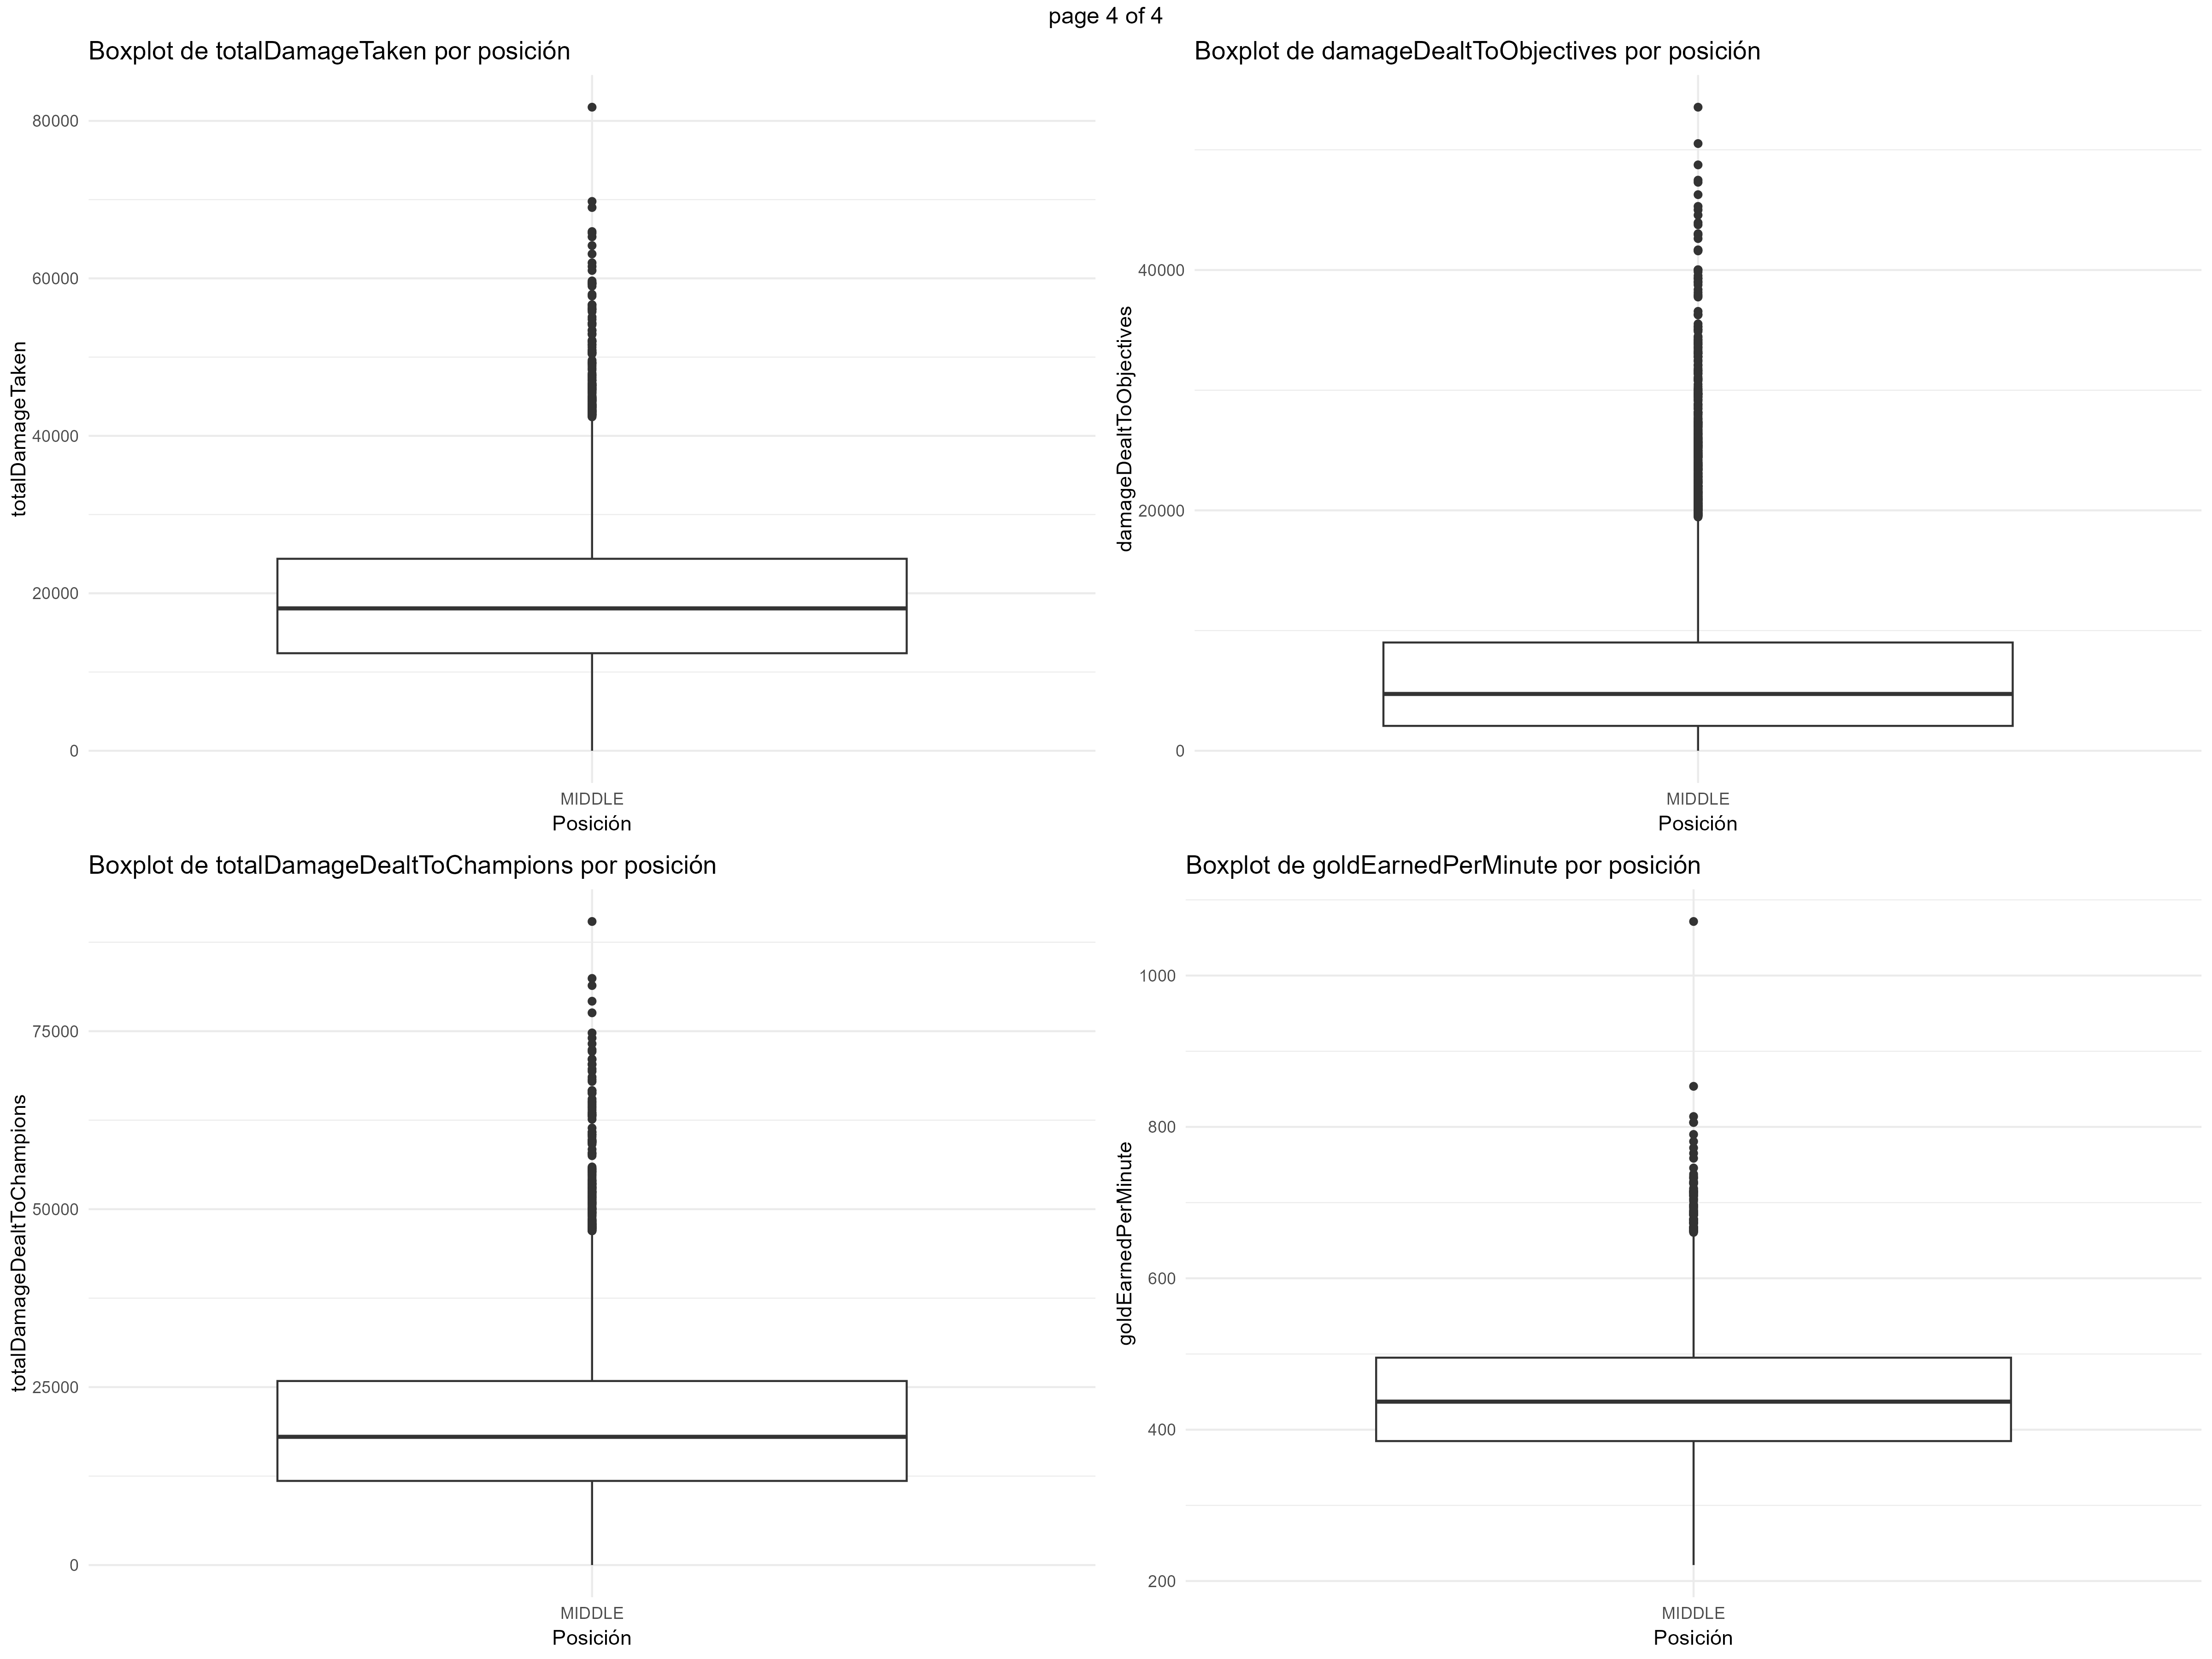 page 4 of 4
Boxplot de totalDamageTaken por posición
totalDamageTaken
80000
60000
40000
20000
0
MIDDLE
Posición
Boxplot de damageDealtToObjectives por posición
damageDealtToObjectives
40000
20000
0
MIDDLE
Posición
Boxplot de totalDamageDealtToChampions por posición
totalDamageDealtToChampions
75000
50000
25000
0
MIDDLE
Posición
Boxplot de goldEarnedPerMinute por posición
goldEarnedPerMinute
1000
800
600
400
200
MIDDLE
Posición